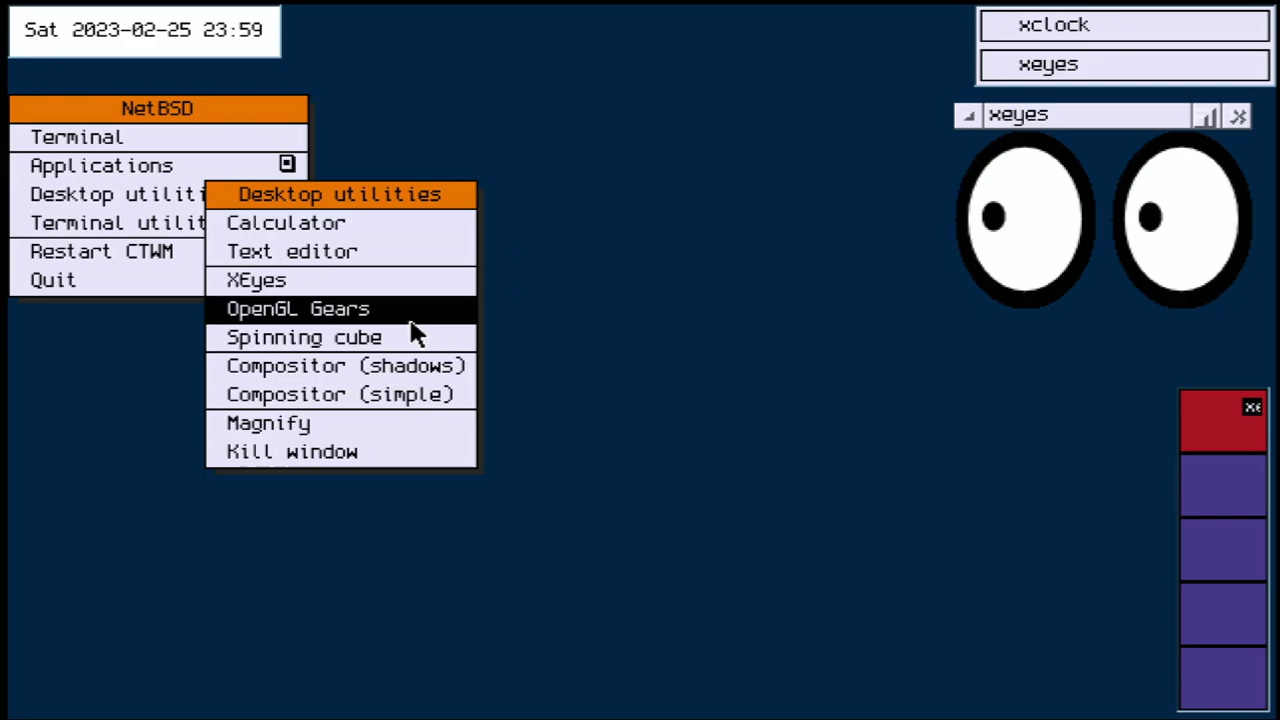 Sat 2023-02-25 23:59
xclock
xeyes
xeyes
NetBSD
Terminal
Applications
Desktop utiliti
Terminal utilit
Restart CTWM
Quit
Desktop utilities
Calculator
Text editor
XEyes
OpenGL Gears
Spinning cube
Compositor (shadows)
Compositor (simple)
Magnify
Kill window
xe